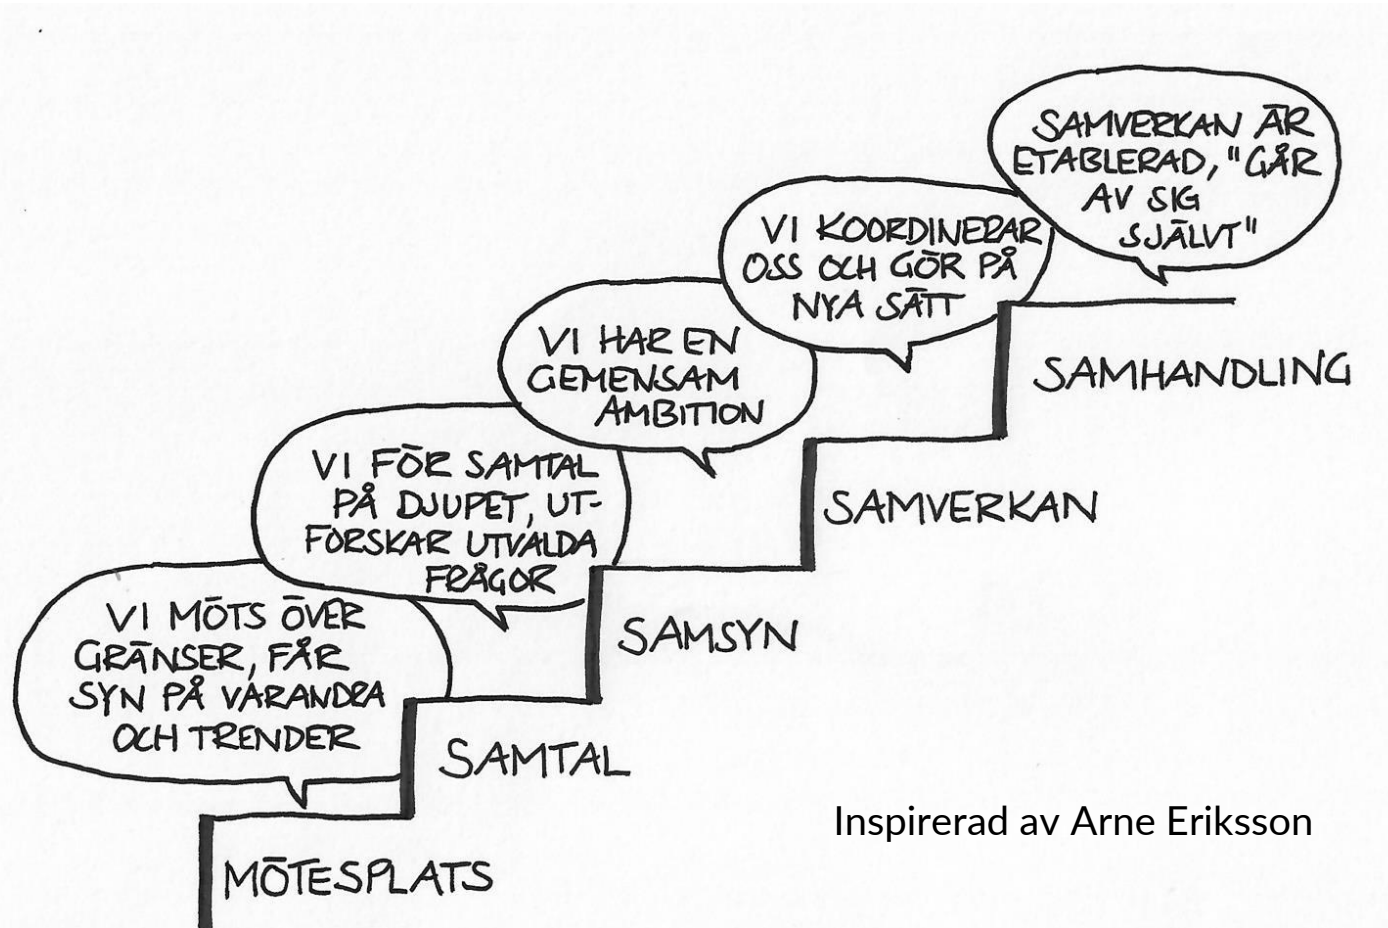 SAMVERKAN ÄR
ETABLERAD, "GÅR
AV SIG
SJÄLVT"
VI KOORDINERAR
OSS OCH GÖR PÅ
NYA SÄTT
SAMHANDLING
VI HAR EN
GEMENSAM
AMBITION
SAMVERKAN
VI FÖR SAMTAL
PÅ DJUPET, UT-
FORSKAR UTVALDA
FRÅGOR
SAMSYN
VI MÖTS ÖVER
GRÄNSER, FÅR
SYN PÅ VARANDRA
OCH TRENDER
SAMTAL
MÖTESPLATS
Inspirerad av Arne Eriksson